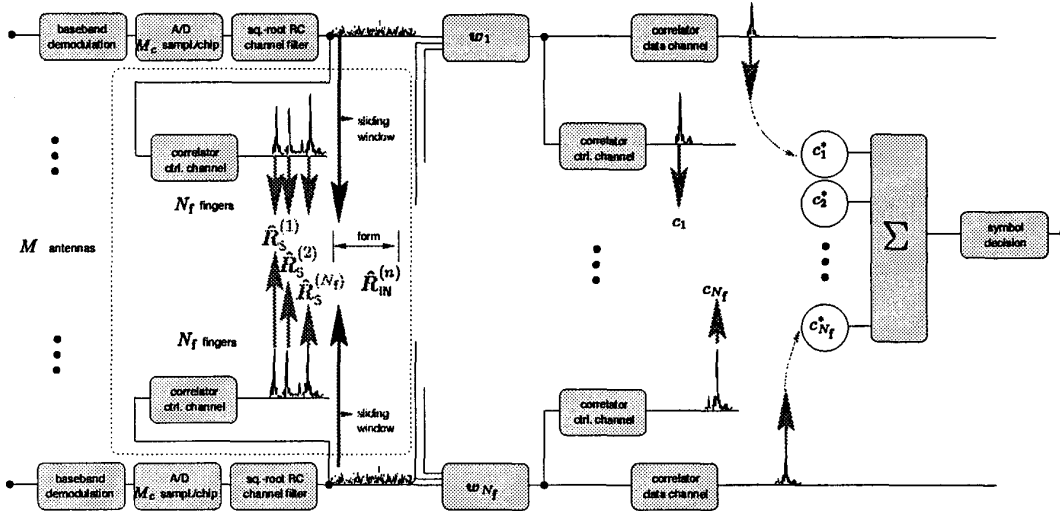 baseband
demodulation
A/D
M_c sampl./chip
sq.-root RC
channel filter
w_1
correlator
data channel
sliding
window
correlator
ctrl. channel
N_f fingers
correlator
ctrl. channel
c_1
c_1^*
c_2^*
Σ
symbol
decision
M antennas
R̂_S^(1)
R̂_S^(2)
R̂_S^(N_f)
form
R̂_IN^(n)
c_{N_f}
c_{N_f}^*
N_f fingers
correlator
ctrl. channel
sliding
window
correlator
ctrl. channel
baseband
demodulation
A/D
M_c sampl./chip
sq.-root RC
channel filter
w_{N_f}
correlator
data channel